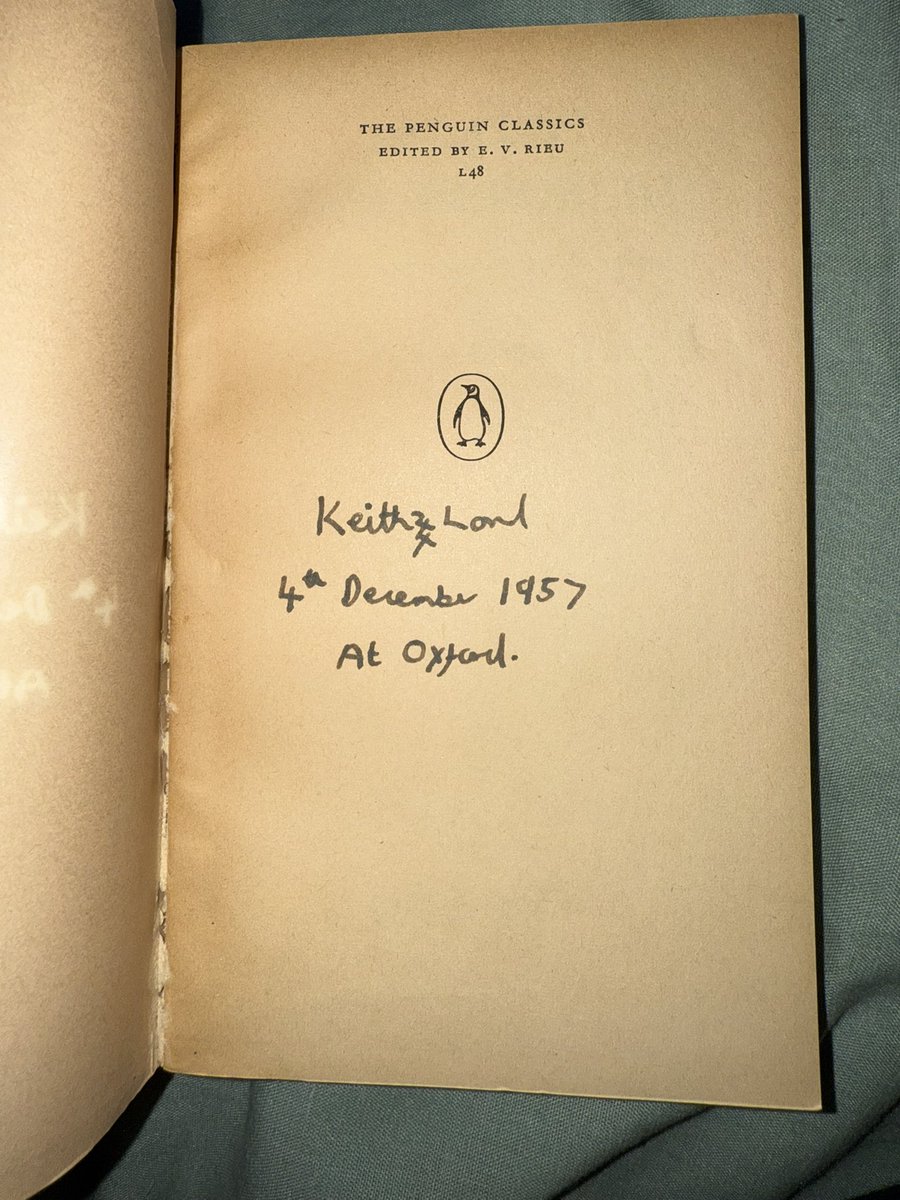 THE PENGUIN CLASSICS
EDITED BY E. V. RIEU
L48
Keith Lord
4th December 1957
At Oxford.